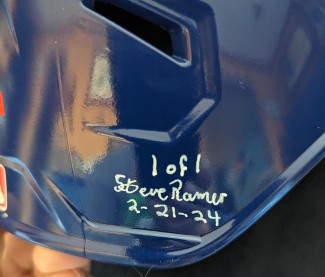 1 of 1
Steve Ramer
2-21-24